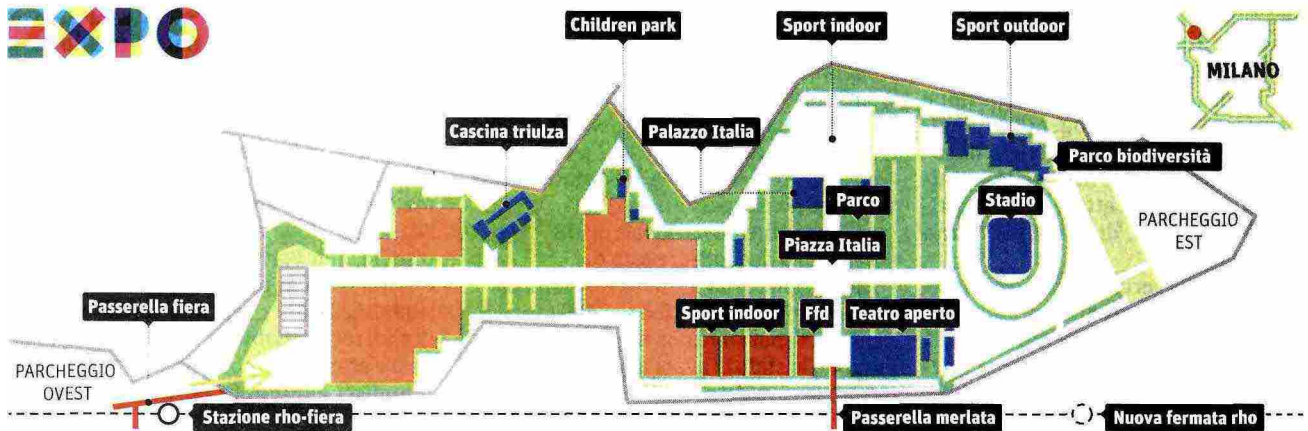 EXPO
Children park
Sport indoor
Sport outdoor
MILANO
Cascina triulza
Palazzo Italia
Parco biodiversità
Parco
Stadio
PARCHEGGIO
EST
Piazza Italia
Passerella fiera
Sport indoor
Ffd
Teatro aperto
PARCHEGGIO
OVEST
Stazione rho-fiera
Passerella merlata
Nuova fermata rho